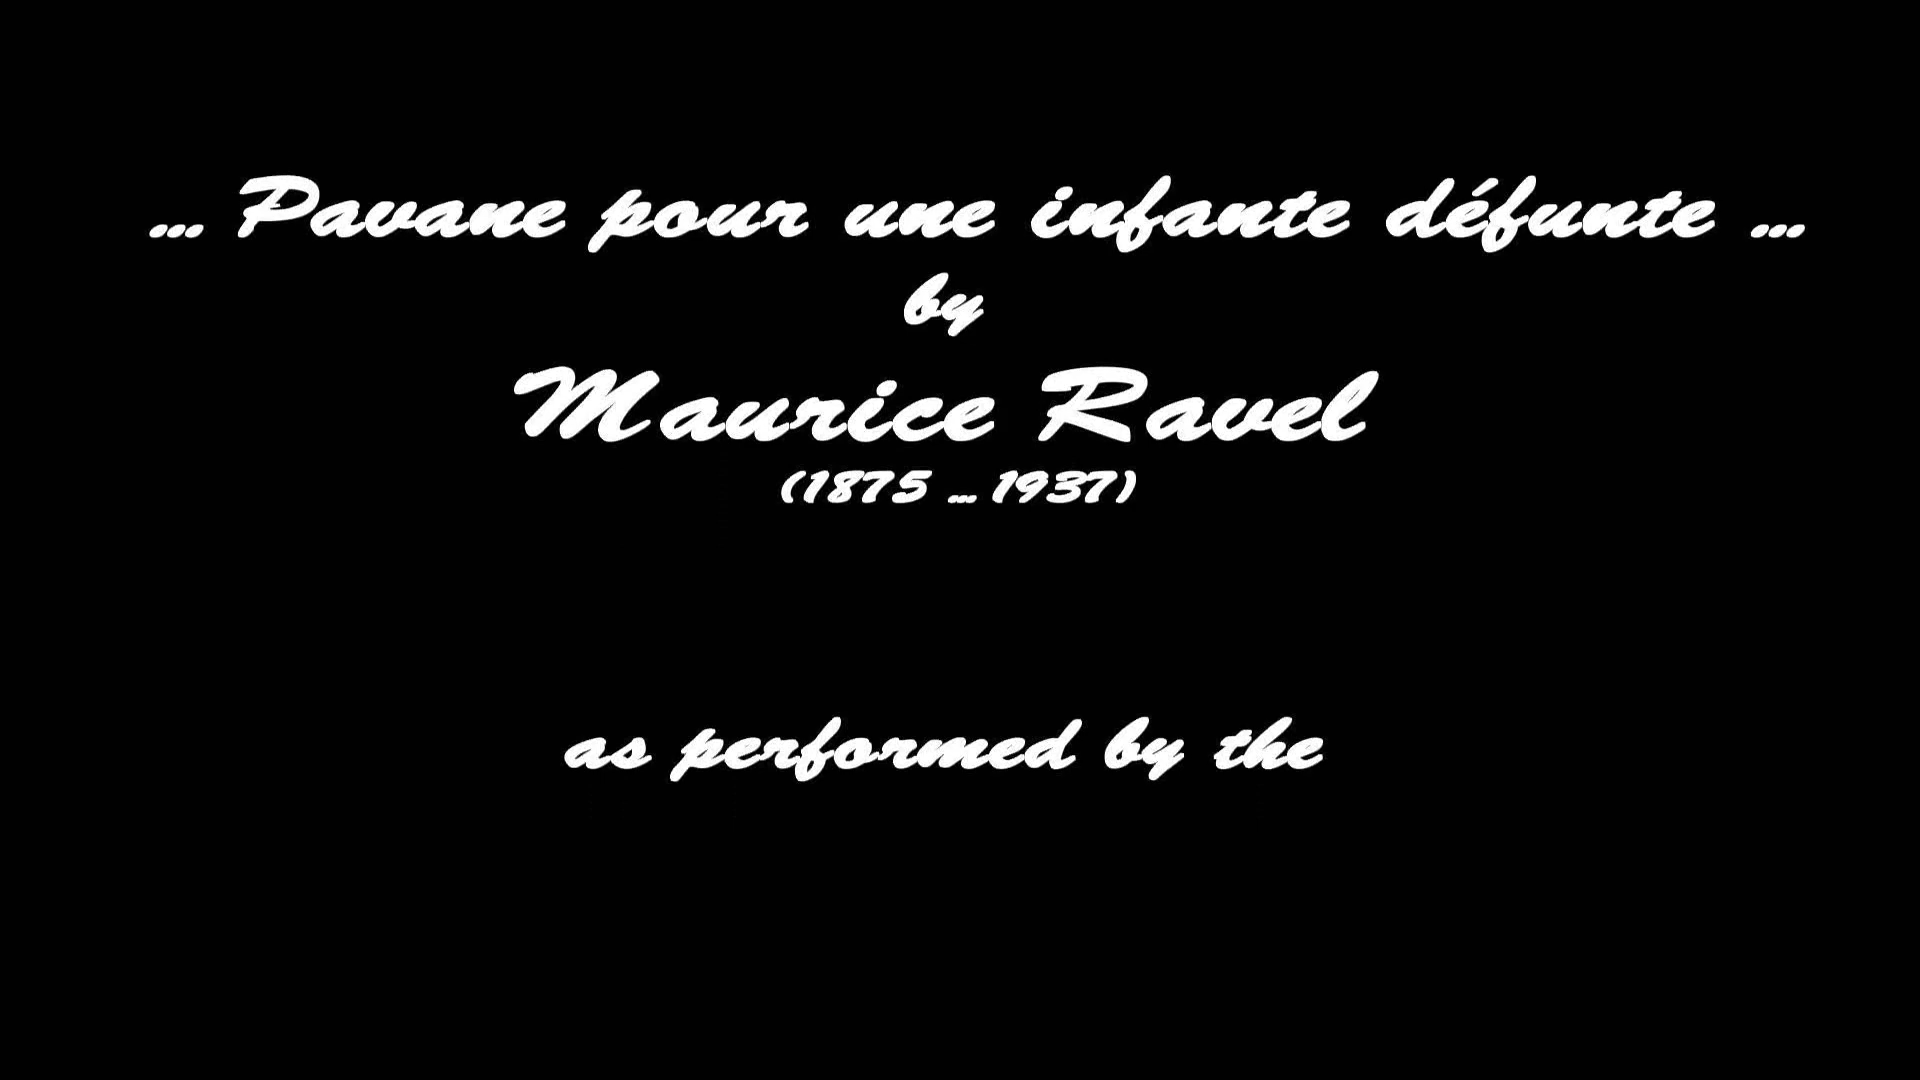 ... Pavane pour une infante défunte ...
by
Maurice Ravel
(1875 ... 1937)
as performed by the